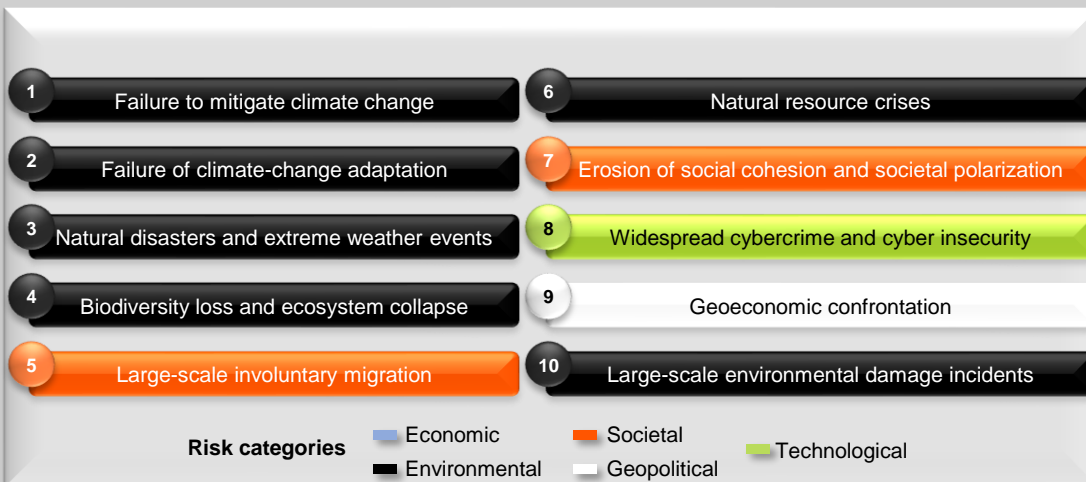 1
Failure to mitigate climate change
2
Failure of climate-change adaptation
3
Natural disasters and extreme weather events
4
Biodiversity loss and ecosystem collapse
5
Large-scale involuntary migration
6
Natural resource crises
7
Erosion of social cohesion and societal polarization
8
Widespread cybercrime and cyber insecurity
9
Geoeconomic confrontation
10
Large-scale environmental damage incidents
Risk categories
Economic
Environmental
Societal
Geopolitical
Technological